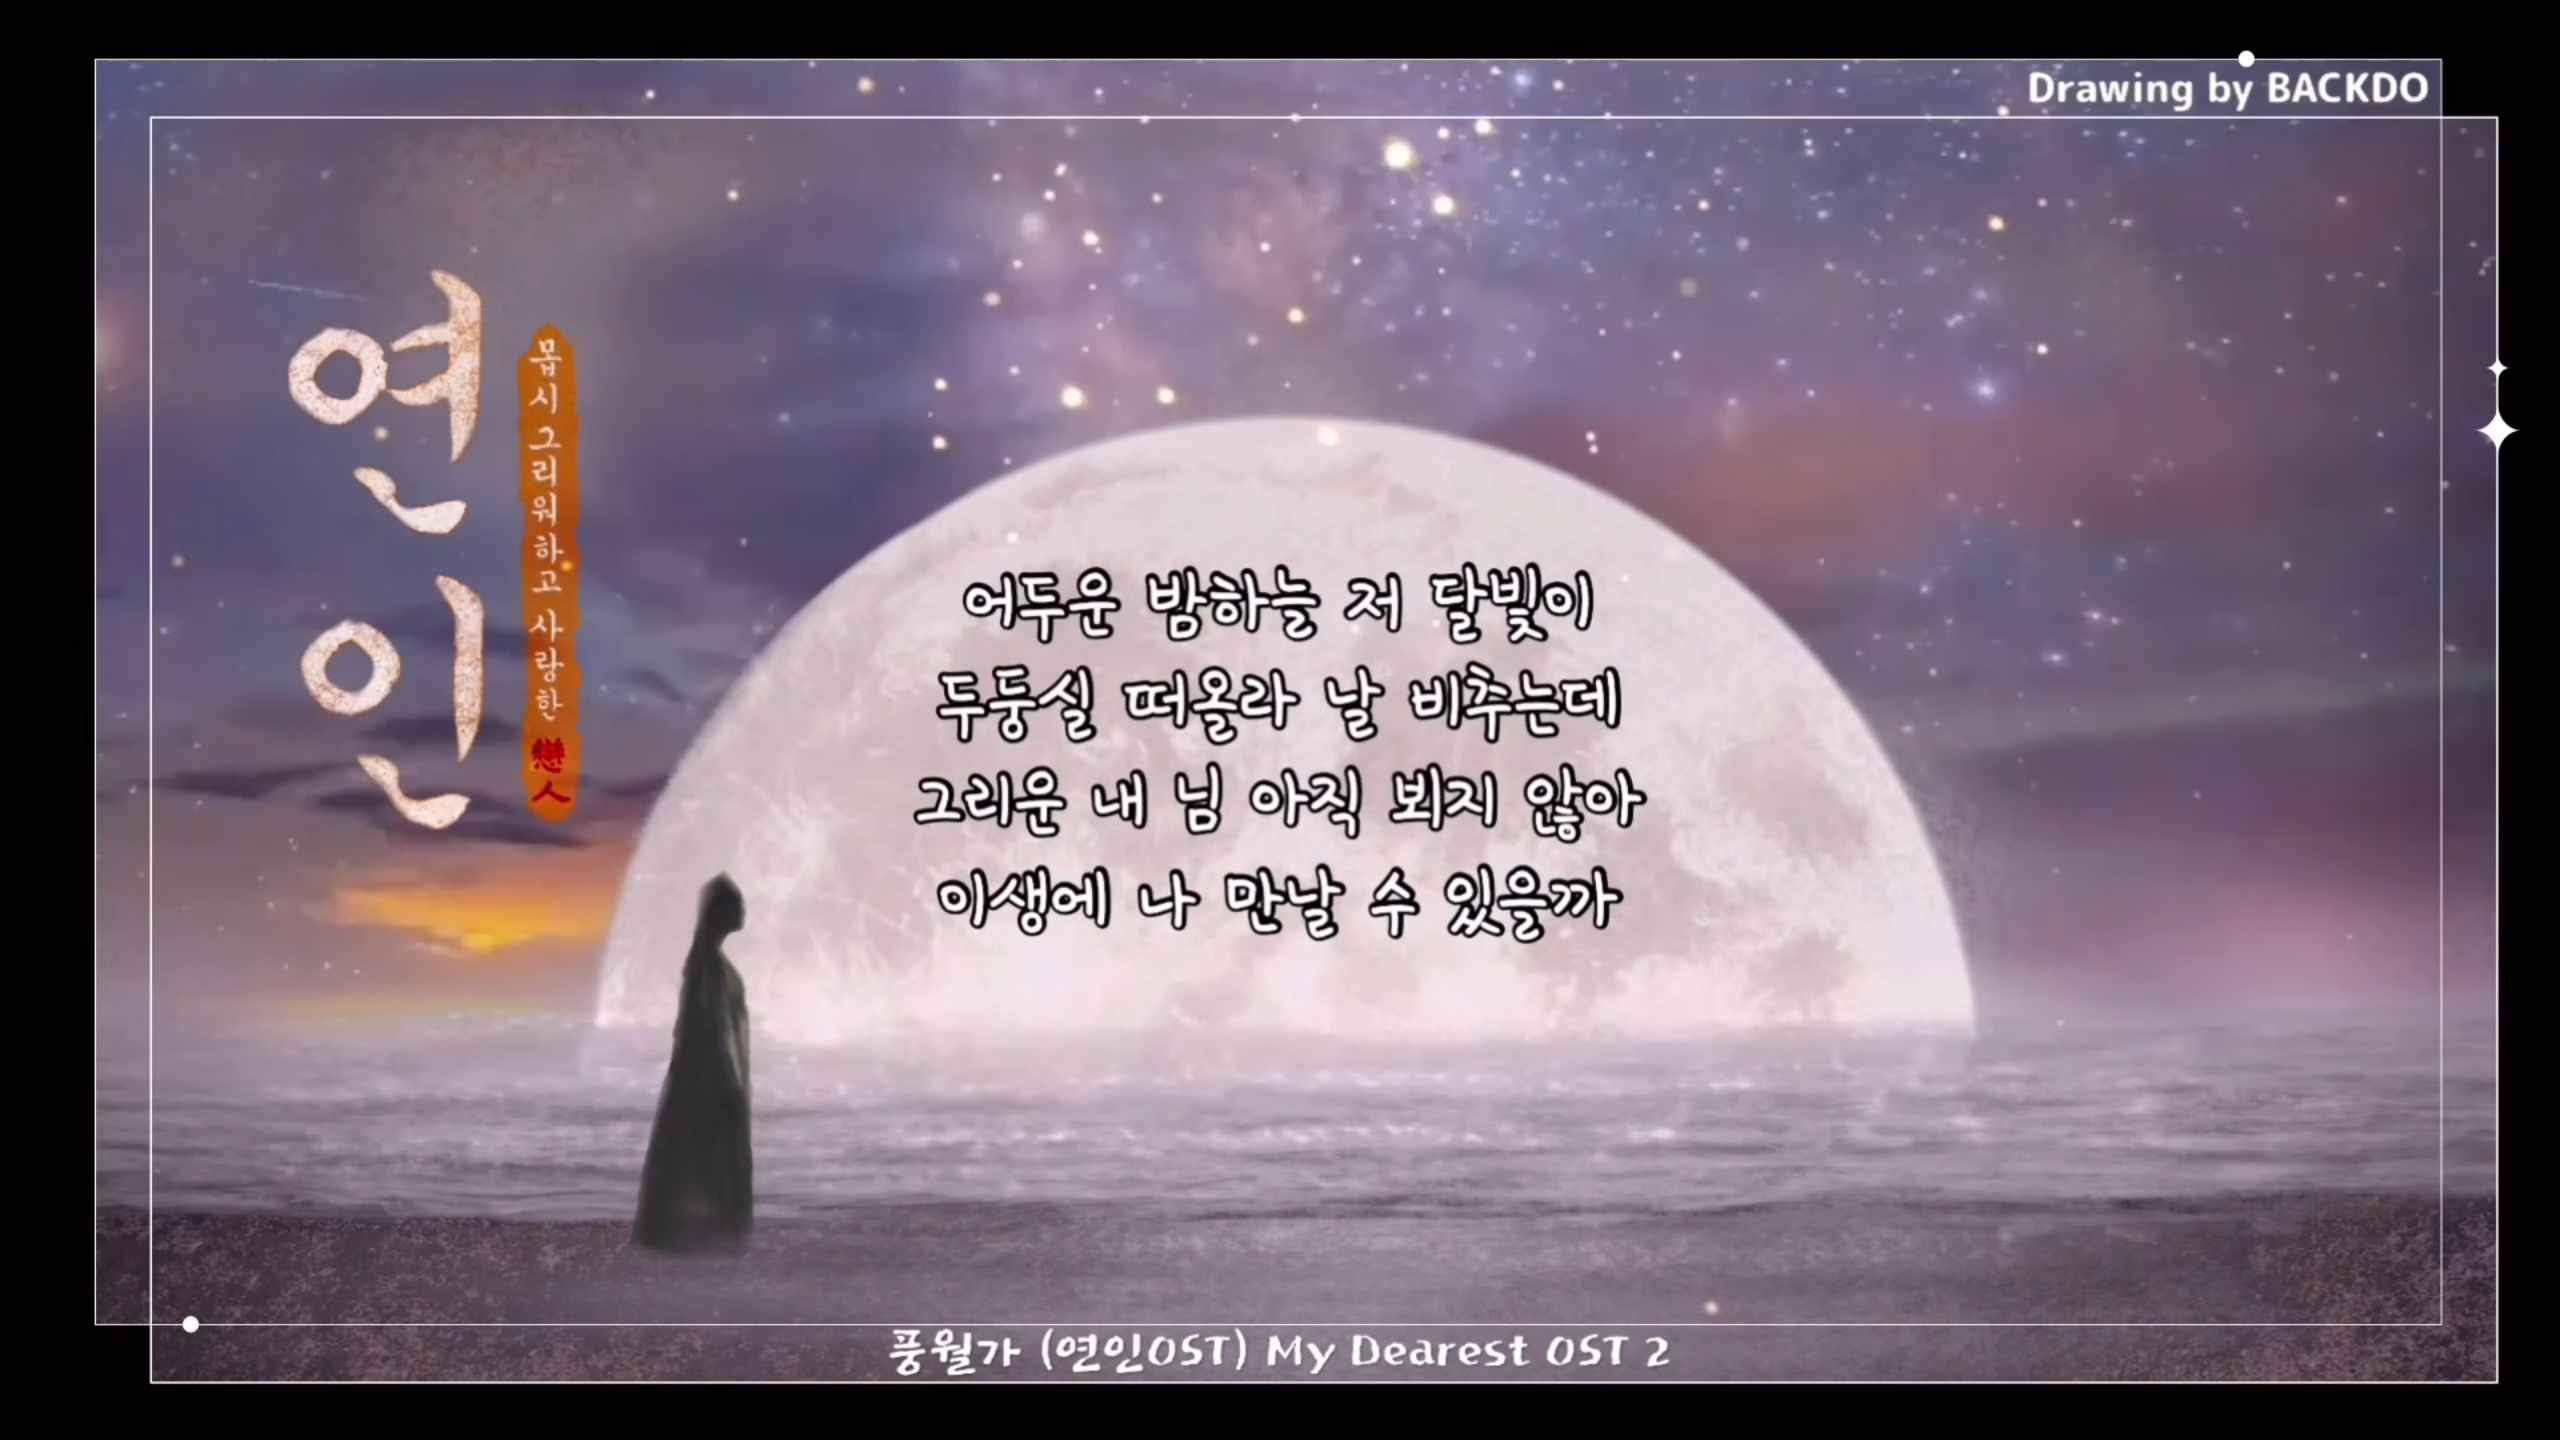 Drawing by BACKDO
연인
몹시 그리워하고 사랑한 戀人
어두운 밤하늘 저 달빛이
두둥실 떠올라 날 비추는데
그리운 내 님 아직 뵈지 않아
이생에 나 만날 수 있을까
풍월가 (연인OST) My Dearest OST 2